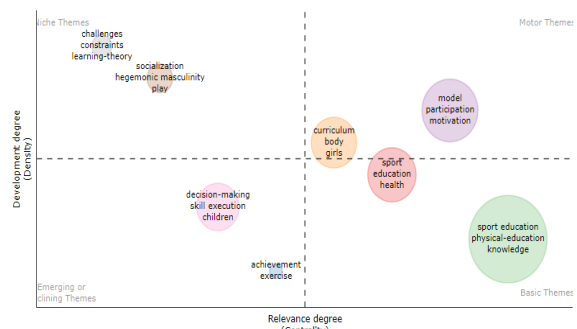 Niche Themes
Motor Themes
challenges
constraints
learning-theory
socialization
hegemonic masculinity
play
model
participation
motivation
curriculum
body
girls
sport
education
health
decision-making
skill execution
children
sport education
physical-education
knowledge
achievement
exercise
Emerging or
clining Themes
Basic Themes
Development degree
(Density)
Relevance degree
(Centrality)